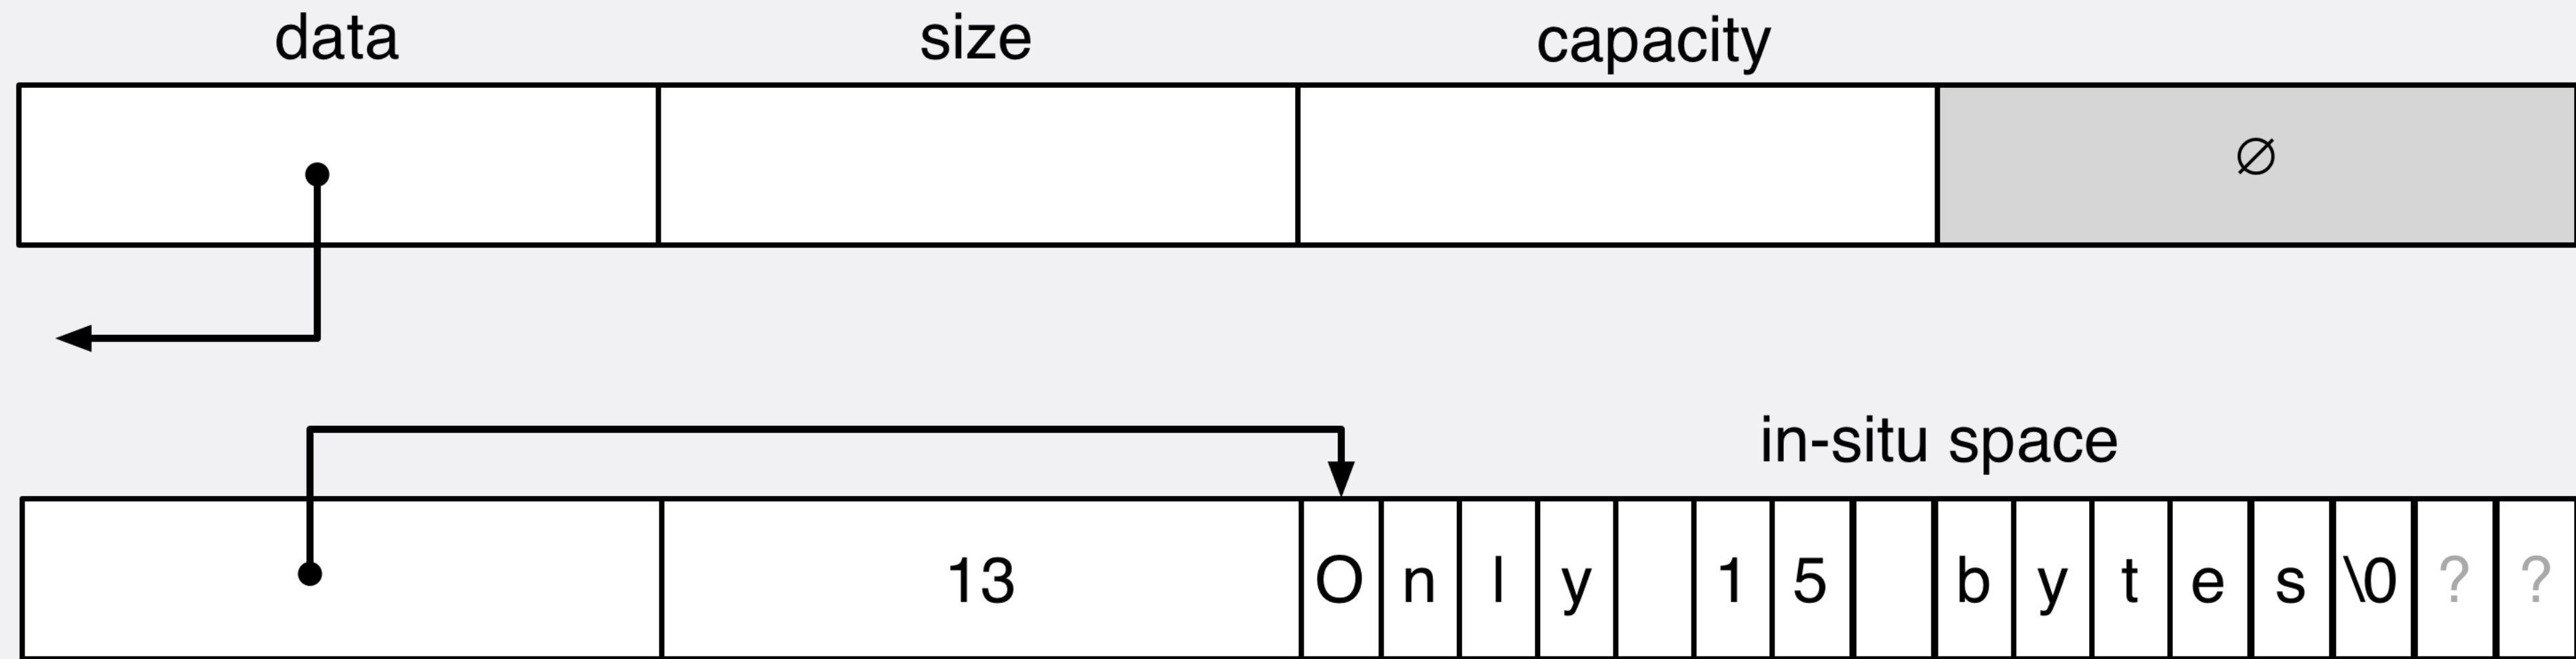 data size capacity
∅
in-situ space
13 O n l y 1 5 b y t e s \0 ? ?